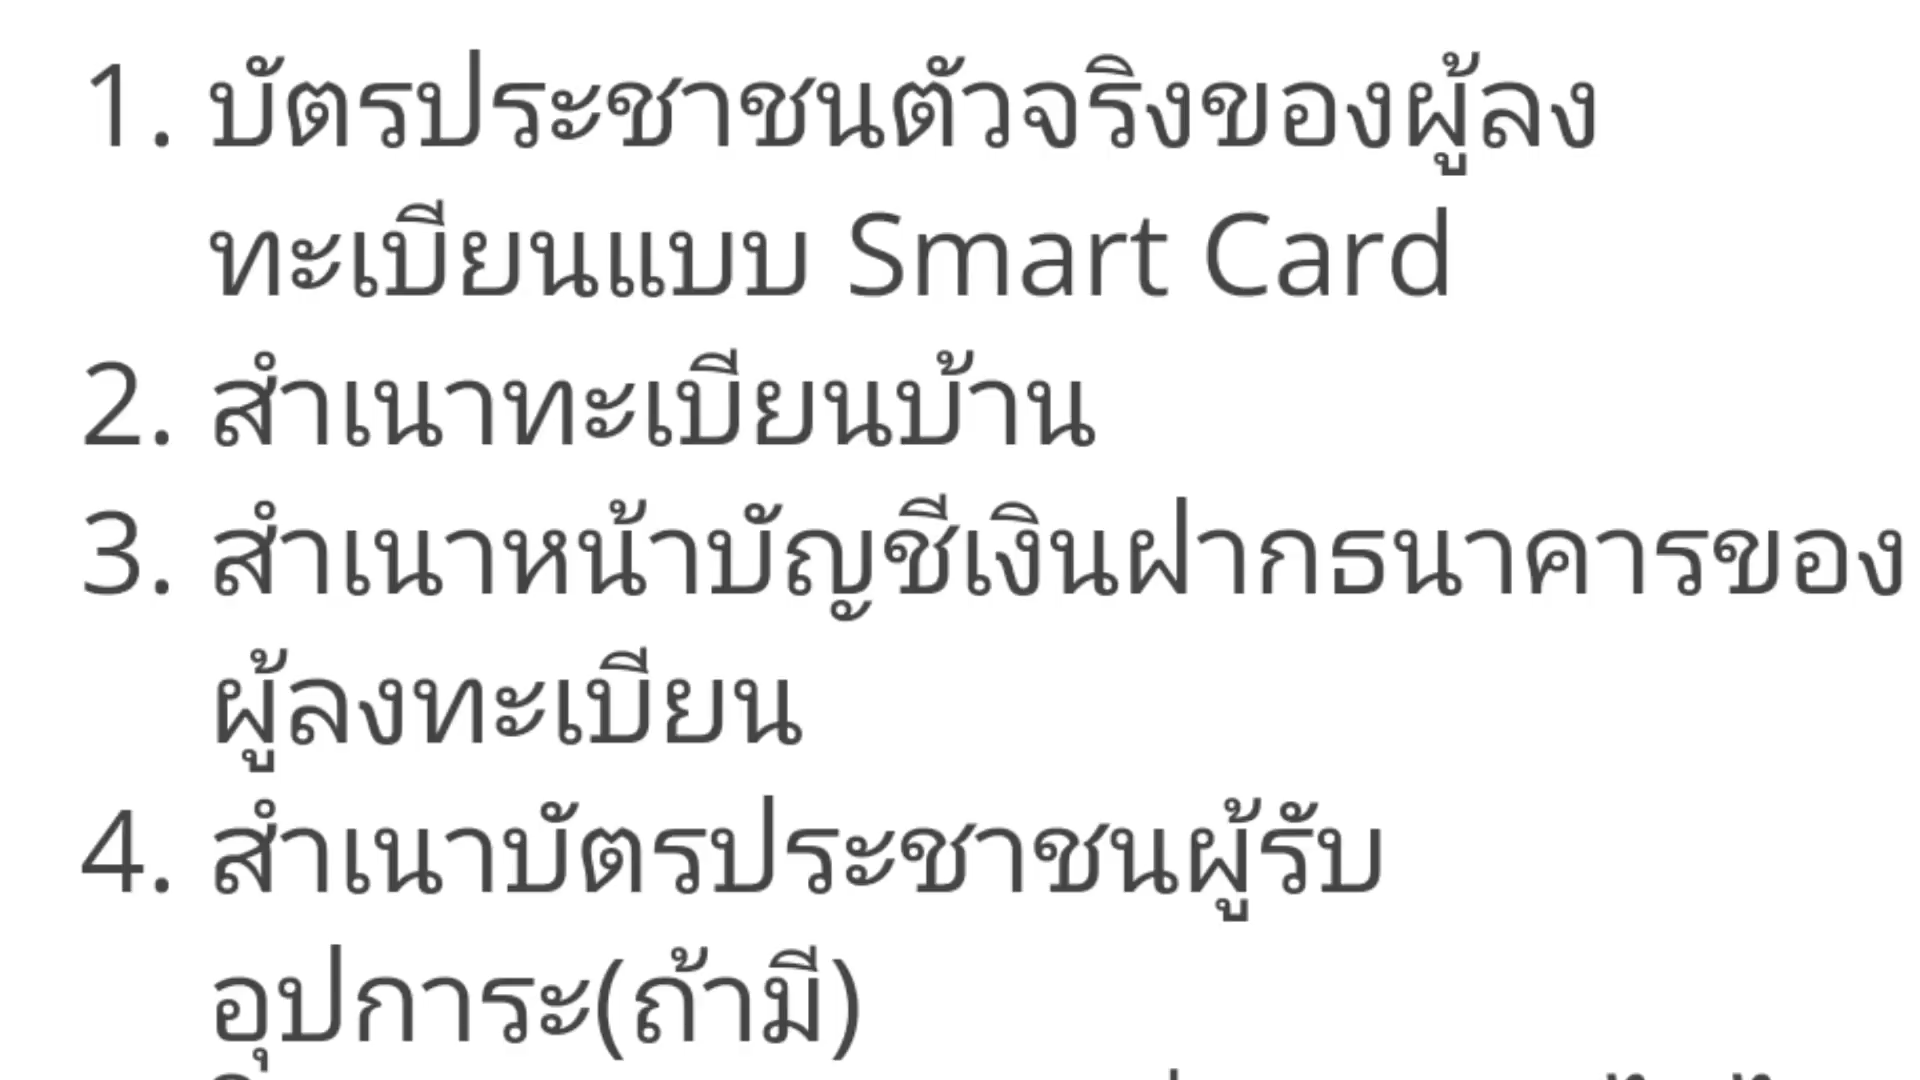 1. บัตรประชาชนตัวจริงของผู้ลง
ทะเบียนแบบ Smart Card
2. สำเนาทะเบียนบ้าน
3. สำเนาหน้าบัญชีเงินฝากธนาคารของ
ผู้ลงทะเบียน
4. สำเนาบัตรประชาชนผู้รับ
อุปการะ(ถ้ามี)